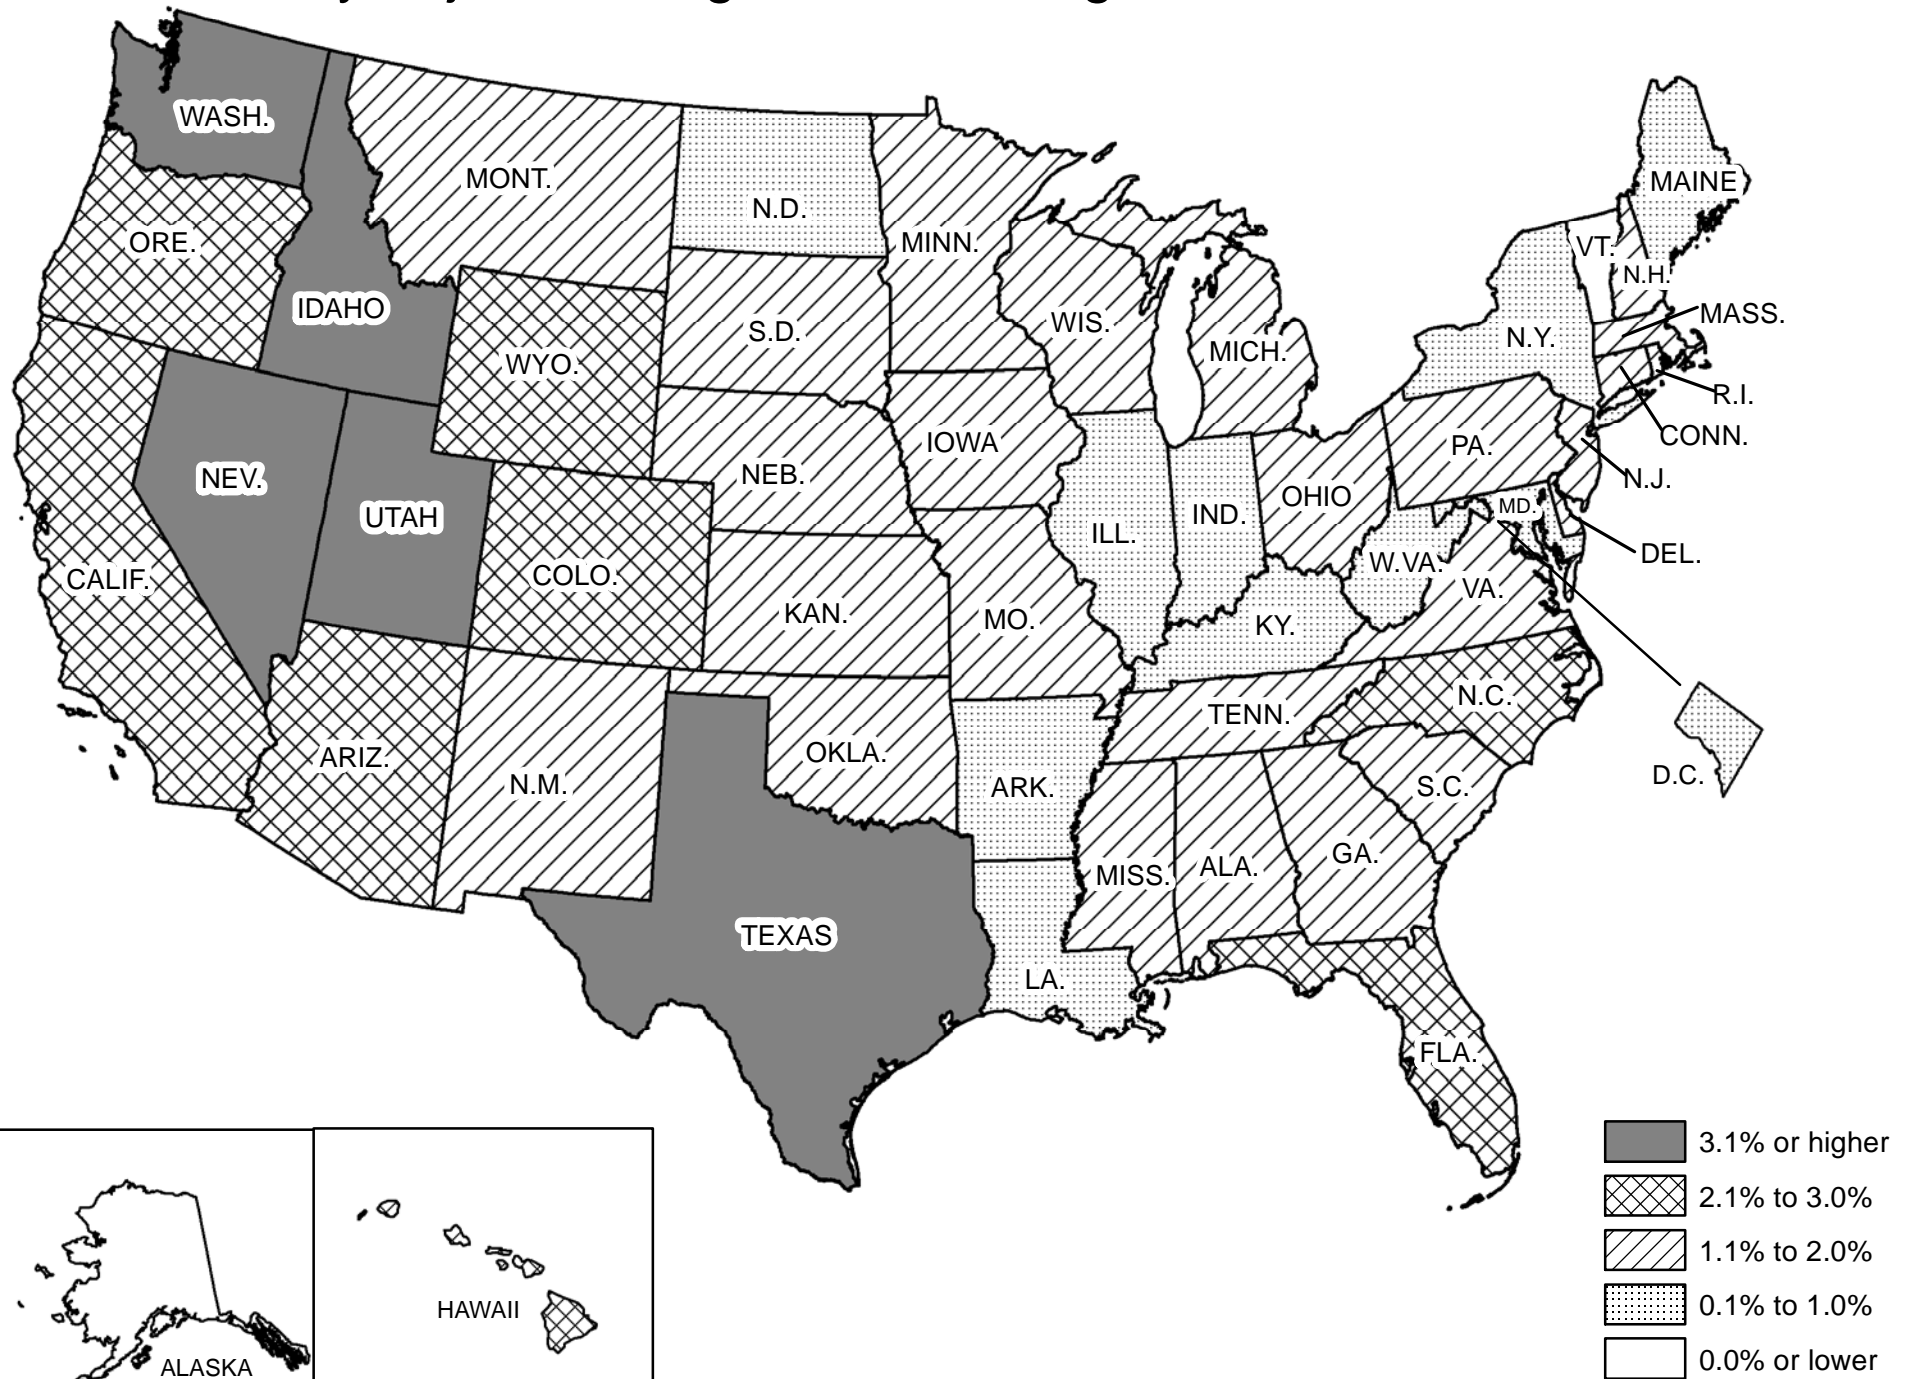 WASH.
MONT.
N.D.
MINN.
MAINE
ORE.
VT.
N.H.
IDAHO
S.D.
WIS.
MICH.
N.Y.
MASS.
WYO.
R.I.
CONN.
IOWA
PA.
NEV.
NEB.
OHIO
N.J.
UTAH
ILL.
IND.
MD.
DEL.
CALIF.
COLO.
W.VA.
VA.
KAN.
MO.
KY.
N.C.
TENN.
ARIZ.
N.M.
OKLA.
ARK.
S.C.
D.C.
GA.
MISS.
ALA.
TEXAS
LA.
FLA.
3.1% or higher
2.1% to 3.0%
1.1% to 2.0%
0.1% to 1.0%
0.0% or lower
HAWAII
ALASKA